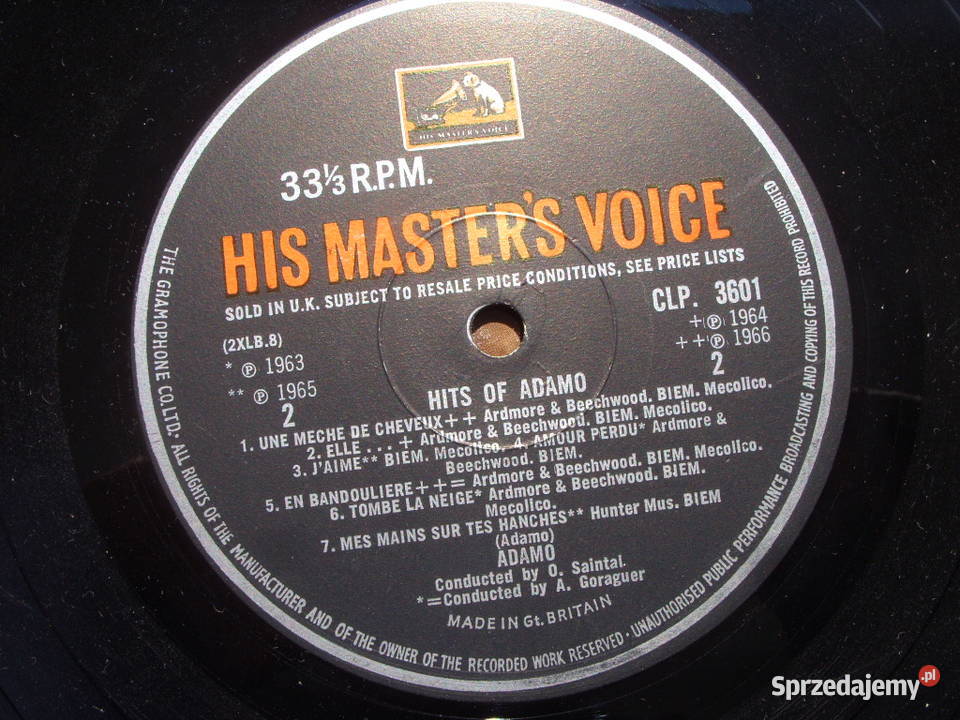 HIS MASTER'S VOICE
33⅓ R.P.M.
HIS MASTER'S VOICE
SOLD IN U.K. SUBJECT TO RESALE PRICE CONDITIONS, SEE PRICE LISTS
CLP. 3601
(2XLB.8)
+ ℗ 1964
* ℗ 1963
++ ℗ 1966
** ℗ 1965
2
2
HITS OF ADAMO
1. UNE MECHE DE CHEVEUX++ Ardmore & Beechwood. BIEM. Mecolico.
2. ELLE . . . + Ardmore & Beechwood. BIEM. Mecolico.
3. J'AIME** BIEM. Mecolico. 4. AMOUR PERDU* Ardmore &
Beechwood. BIEM.
5. EN BANDOULIERE++= Ardmore & Beechwood. BIEM. Mecolico.
6. TOMBE LA NEIGE* Ardmore & Beechwood. BIEM.
Mecolico.
7. MES MAINS SUR TES HANCHES** Hunter Mus. BIEM
(Adamo)
ADAMO
Conducted by O. Saintal.
*=Conducted by A. Goraguer
MADE IN Gt. BRITAIN
THE GRAMOPHONE CO. LTD. ALL RIGHTS OF THE MANUFACTURER AND OF THE OWNER OF THE RECORDED WORK RESERVED · UNAUTHORISED PUBLIC PERFORMANCE BROADCASTING AND COPYING OF THIS RECORD PROHIBITED
Sprzedajemy.pl